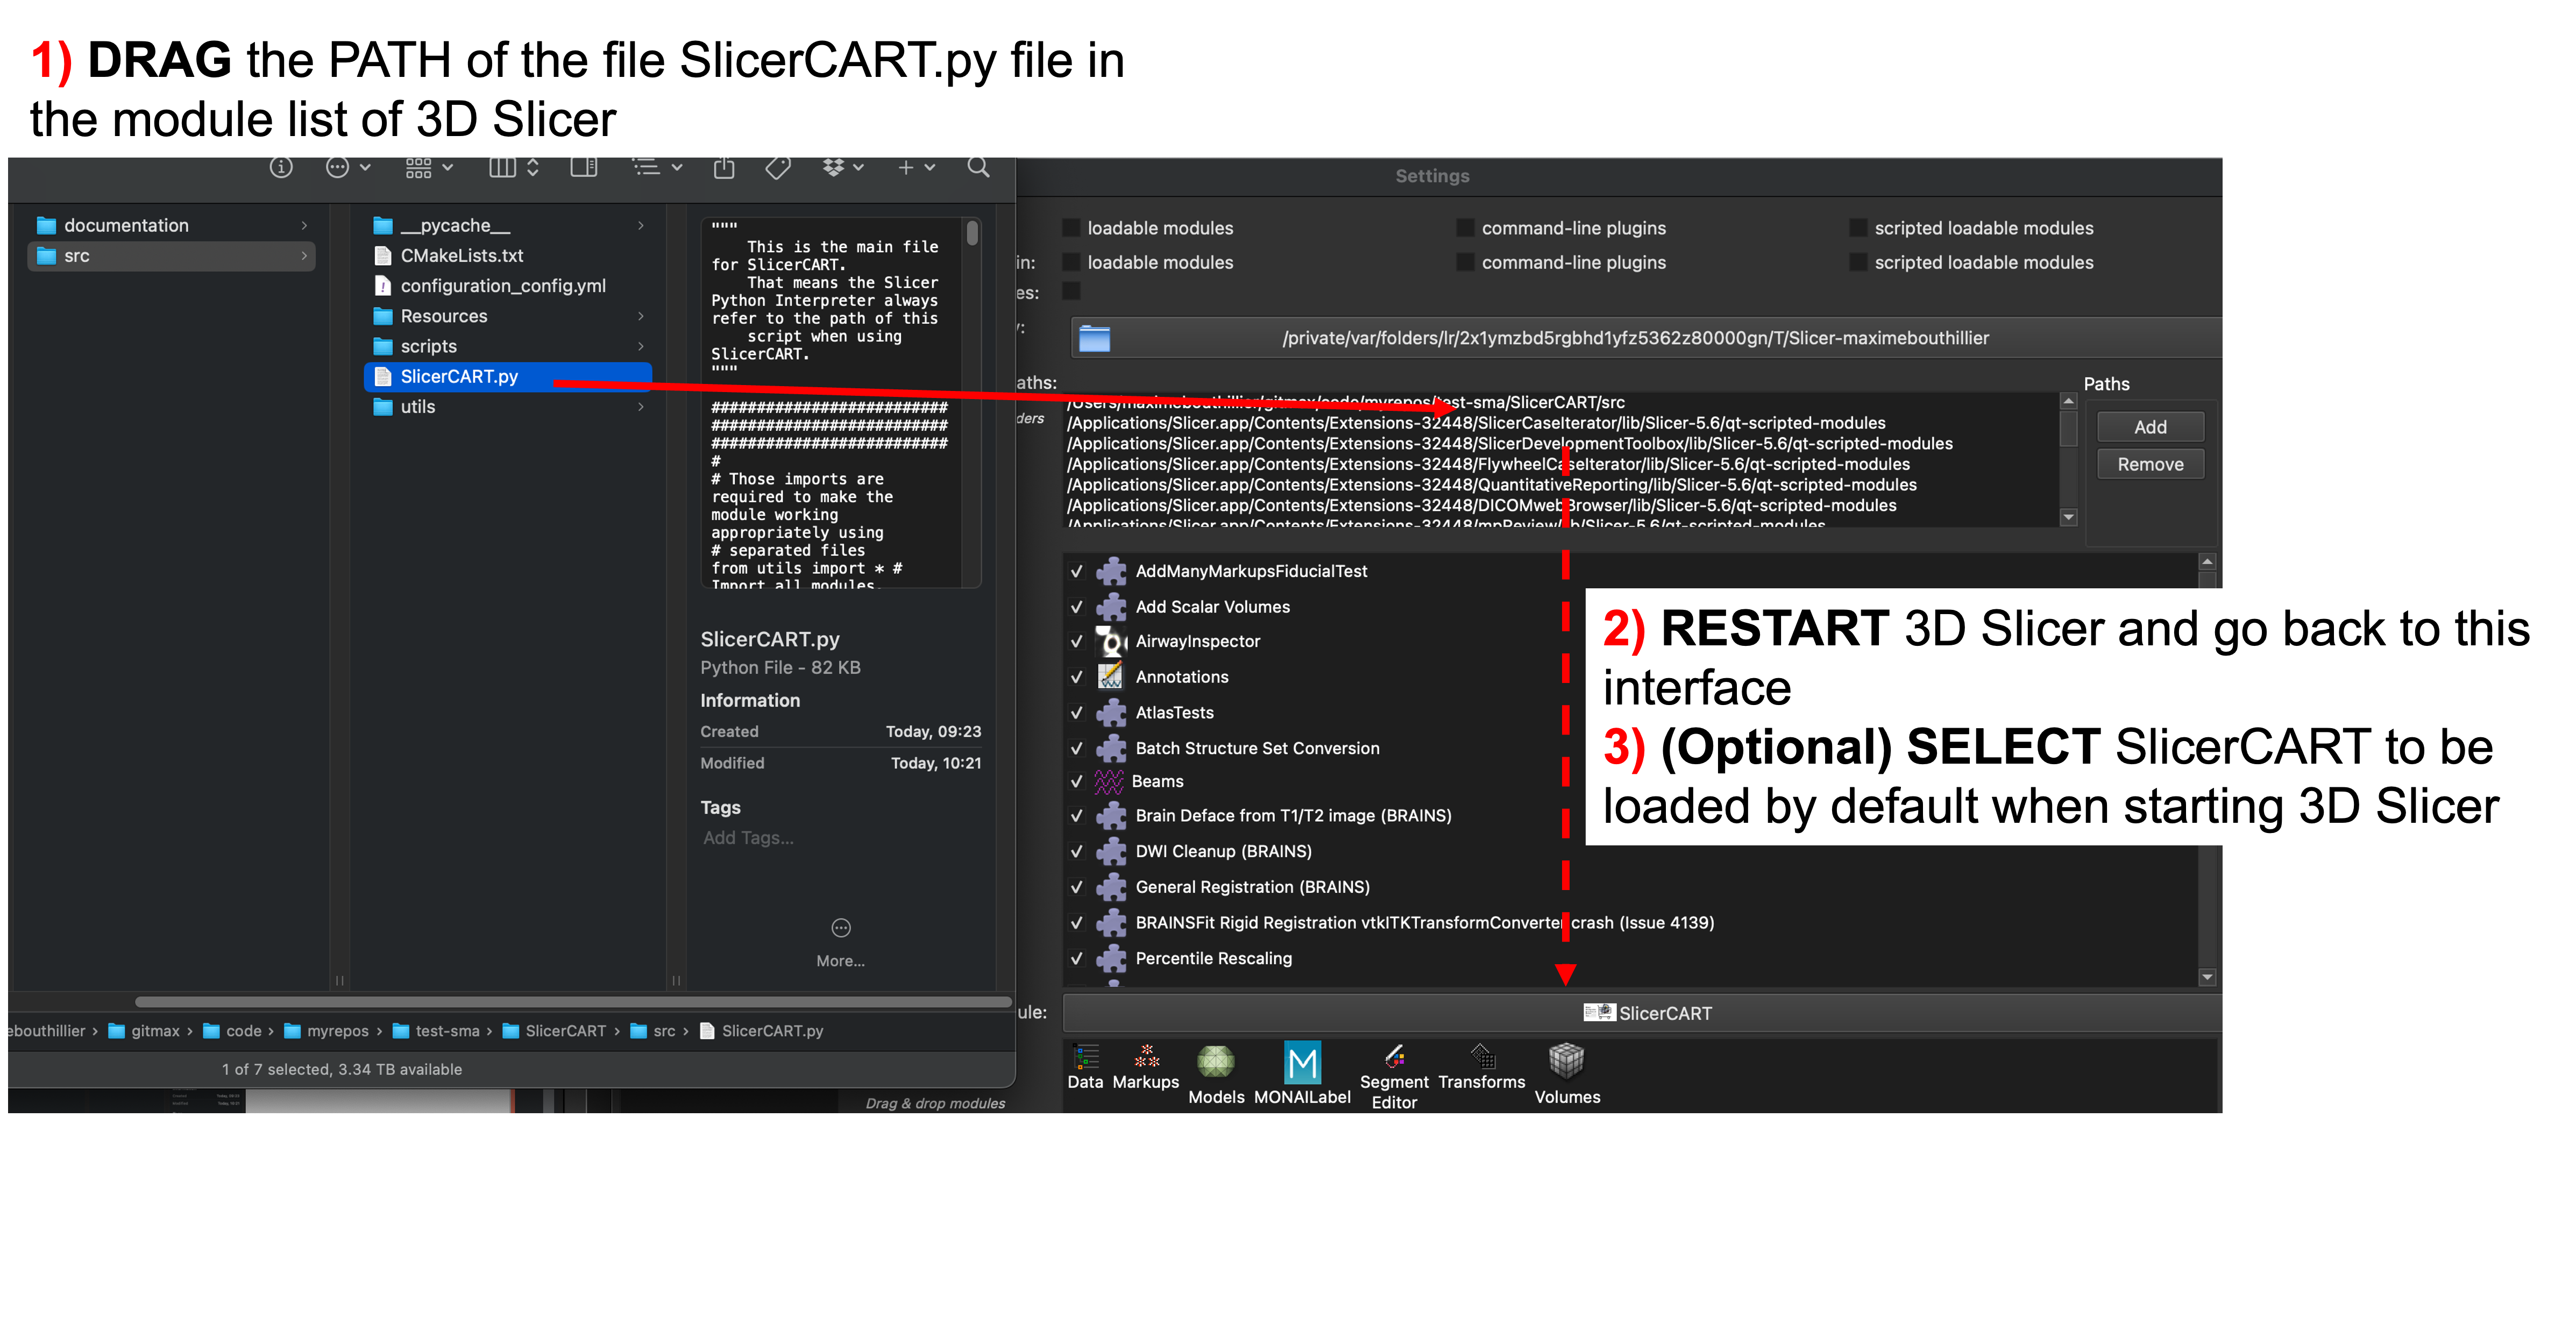 1) DRAG the PATH of the file SlicerCART.py file in
the module list of 3D Slicer
documentation
src
__pycache__
CMakeLists.txt
configuration_config.yml
Resources
scripts
SlicerCART.py
utils
"""
This is the main file
for SlicerCART.
That means the Slicer
Python Interpreter always
refer to the path of this
script when using
SlicerCART.
"""
##########################
##########################
##########################
#
# Those imports are
required to make the
module working
appropriately using
# separated files
from utils import * #
Import all modules,
SlicerCART.py
Python File - 82 KB
Information
Created Today, 09:23
Modified Today, 10:21
Tags
Add Tags...
More...
ebouthillier > gitmax > code > myrepos > test-sma > SlicerCART > src > SlicerCART.py
1 of 7 selected, 3.34 TB available
Settings
loadable modules command-line plugins scripted loadable modules
in: loadable modules command-line plugins scripted loadable modules
es:
/private/var/folders/lr/2x1ymzbd5rgbhd1yfz5362z80000gn/T/Slicer-maximebouthillier
aths: Paths
ders
/Users/maximebouthillier/gitmax/code/myrepos/test-sma/SlicerCART/src
/Applications/Slicer.app/Contents/Extensions-32448/SlicerCaseIterator/lib/Slicer-5.6/qt-scripted-modules
/Applications/Slicer.app/Contents/Extensions-32448/SlicerDevelopmentToolbox/lib/Slicer-5.6/qt-scripted-modules
/Applications/Slicer.app/Contents/Extensions-32448/FlywheelCaseIterator/lib/Slicer-5.6/qt-scripted-modules
/Applications/Slicer.app/Contents/Extensions-32448/QuantitativeReporting/lib/Slicer-5.6/qt-scripted-modules
/Applications/Slicer.app/Contents/Extensions-32448/DICOMwebBrowser/lib/Slicer-5.6/qt-scripted-modules
/Applications/Slicer.app/Contents/Extensions-32448/mpReview/lib/Slicer-5.6/qt-scripted-modules
Add
Remove
AddManyMarkupsFiducialTest
Add Scalar Volumes
AirwayInspector
Annotations
AtlasTests
Batch Structure Set Conversion
Beams
Brain Deface from T1/T2 image (BRAINS)
DWI Cleanup (BRAINS)
General Registration (BRAINS)
BRAINSFit Rigid Registration vtkITKTransformConverter crash (Issue 4139)
Percentile Rescaling
2) RESTART 3D Slicer and go back to this
interface
3) (Optional) SELECT SlicerCART to be
loaded by default when starting 3D Slicer
ule: SlicerCART
Data Markups Models MONAILabel Segment Editor Transforms Volumes
Drag & drop modules